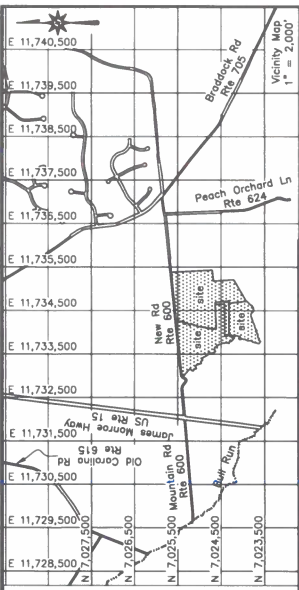 E 11,740,500
E 11,739,500
E 11,738,500
E 11,737,500
E 11,736,500
E 11,735,500
E 11,734,500
E 11,733,500
E 11,732,500
E 11,731,500
E 11,730,500
E 11,729,500
E 11,728,500
N 7,027,500
N 7,026,500
N 7,025,500
N 7,024,500
N 7,023,500
Braddock Rd
Rte 705
Vicinity Map
1" = 2,000'
Peach Orchard Ln
Rte 624
New Rd
Rte 600
site
site
site
James Monroe Hwy
US Rte 15
Old Carolina Rd
Rte 615
Mountain Rd
Rte 600
Bull Run